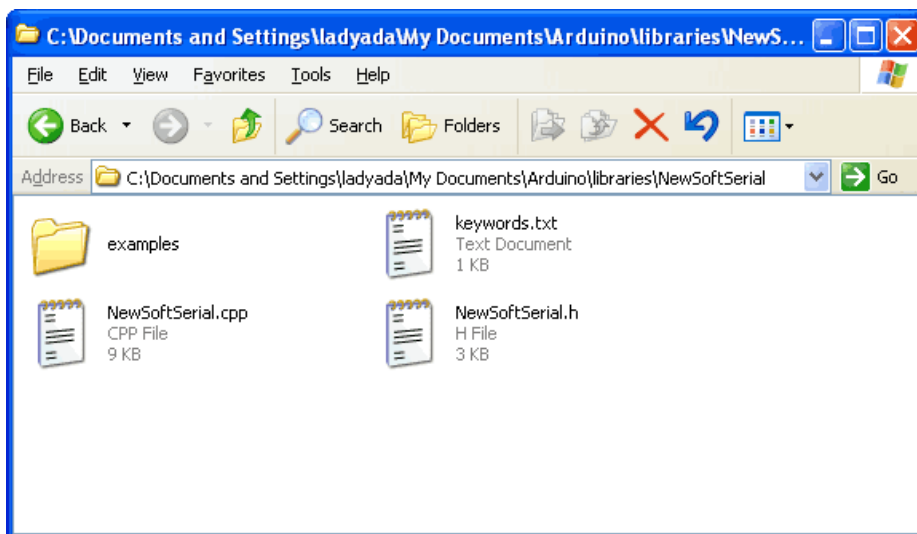 C:\Documents and Settings\ladyada\My Documents\Arduino\libraries\NewS...
File Edit View Favorites Tools Help
Back Search Folders
Address C:\Documents and Settings\ladyada\My Documents\Arduino\libraries\NewSoftSerial Go
examples
keywords.txt
Text Document
1 KB
NewSoftSerial.cpp
CPP File
9 KB
NewSoftSerial.h
H File
3 KB